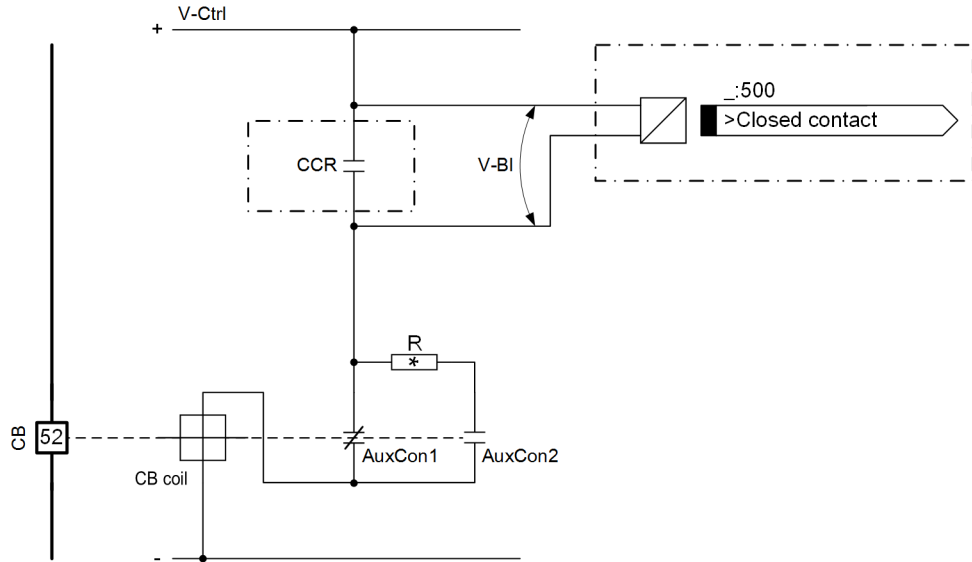 V-Ctrl
+
_:500
>Closed contact
CCR
V-BI
R
*
CB
52
AuxCon1
AuxCon2
CB coil
-